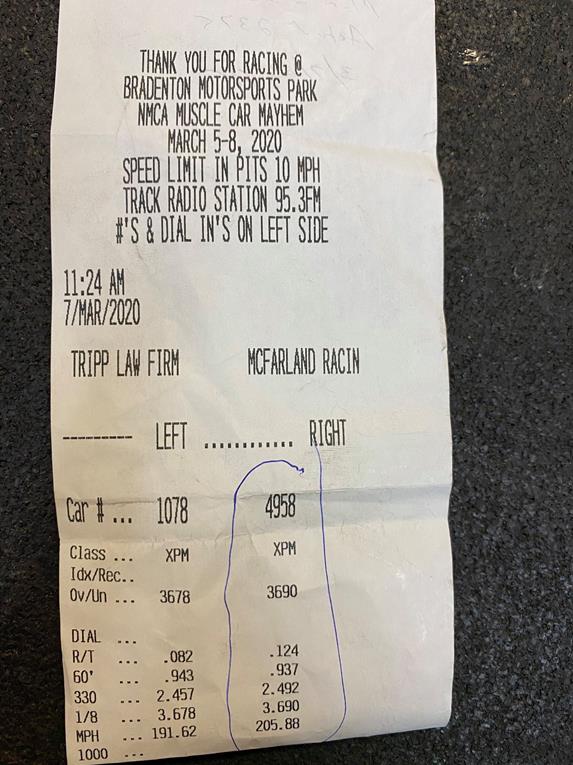 THANK YOU FOR RACING @
BRADENTON MOTORSPORTS PARK
NMCA MUSCLE CAR MAYHEM
MARCH 5-8, 2020
SPEED LIMIT IN PITS 10 MPH
TRACK RADIO STATION 95.3FM
#'S & DIAL IN'S ON LEFT SIDE
11:24 AM
7/MAR/2020
TRIPP LAW FIRM MCFARLAND RACIN
--------- LEFT ............ RIGHT
Car # ... 1078 4958
Class ... XPM XPM
Idx/Rec..
Ov/Un ... 3678 3690
DIAL ...
R/T ... .082 .124
60' ... .943 .937
330 ... 2.457 2.492
1/8 ... 3.678 3.690
MPH ... 191.62 205.88
1000 ...